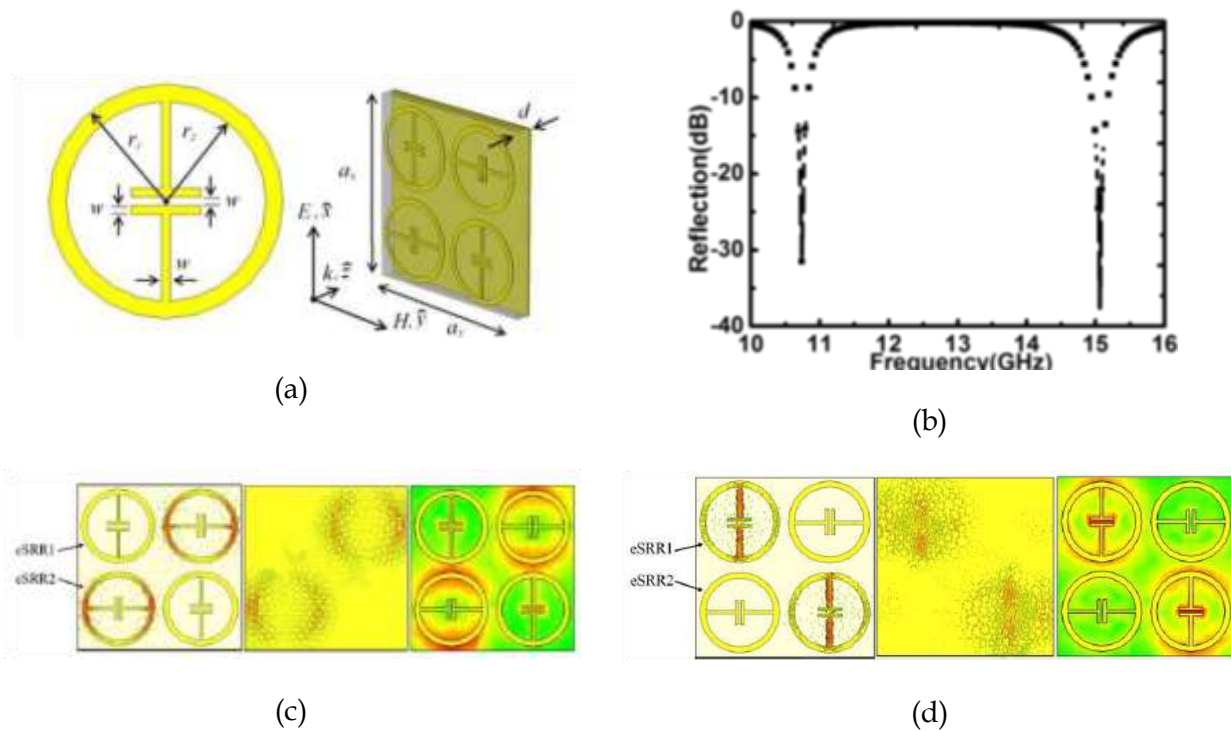 r₁
r₂
w
w
w
d
aₓ
E, x̂
k, ẑ
H, ŷ
(a)
Reflection(dB)
0
-10
-20
-30
-40
10 11 12 13 14 15 16
Frequency(GHz)
(b)
eSRR1
eSRR2
(c)
eSRR1
eSRR2
(d)